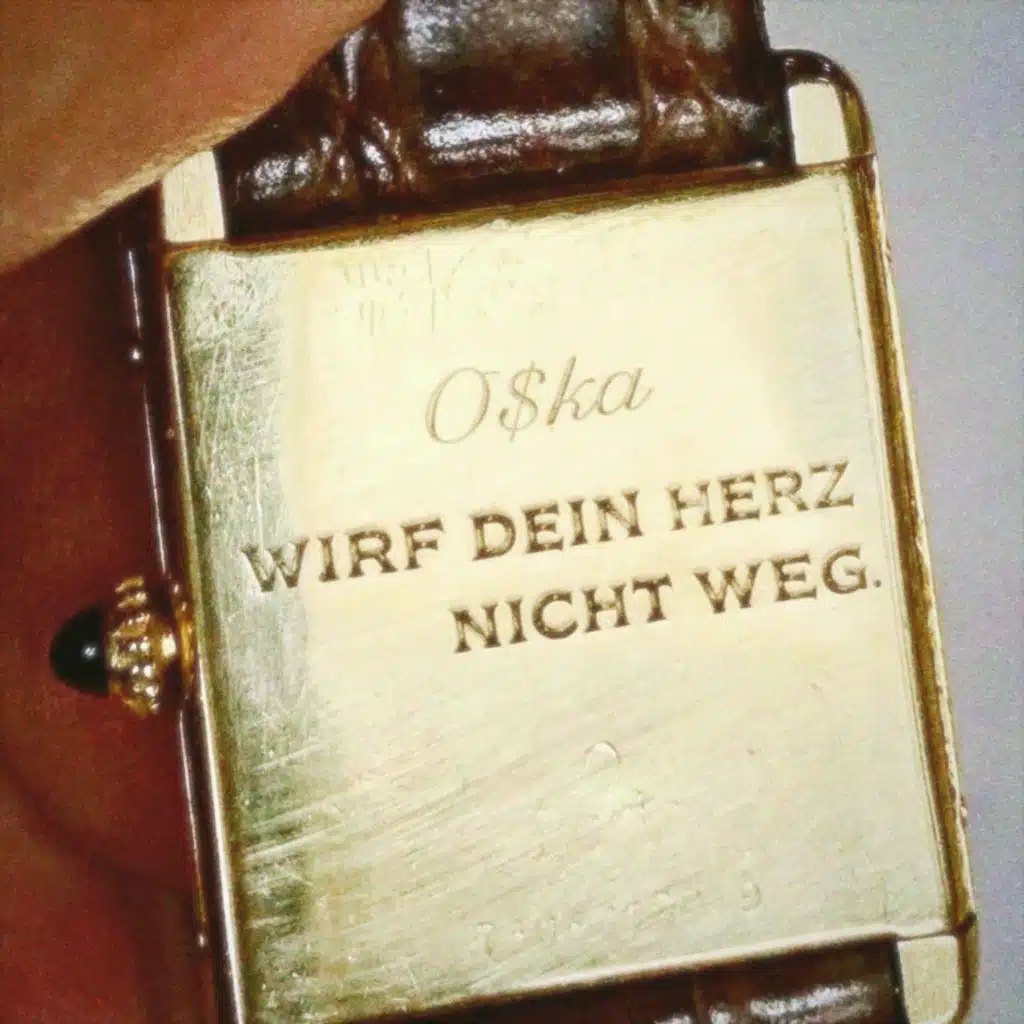 O$ka
WIRF DEIN HERZ
NICHT WEG.